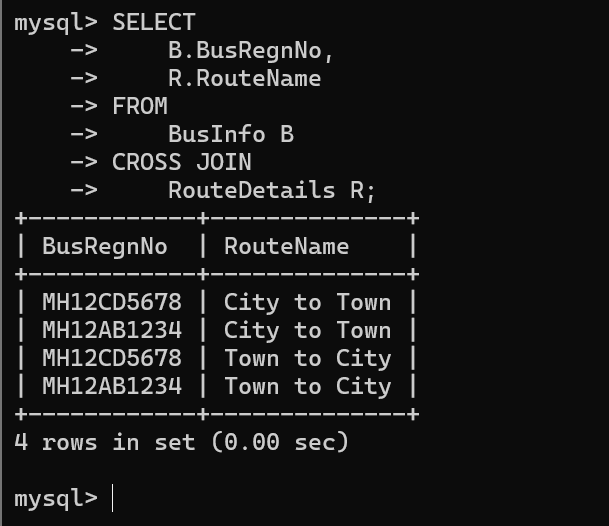 mysql> SELECT
    ->     B.BusRegnNo,
    ->     R.RouteName
    -> FROM
    ->     BusInfo B
    -> CROSS JOIN
    ->     RouteDetails R;
+------------+--------------+
| BusRegnNo  | RouteName    |
+------------+--------------+
| MH12CD5678 | City to Town |
| MH12AB1234 | City to Town |
| MH12CD5678 | Town to City |
| MH12AB1234 | Town to City |
+------------+--------------+
4 rows in set (0.00 sec)

mysql>